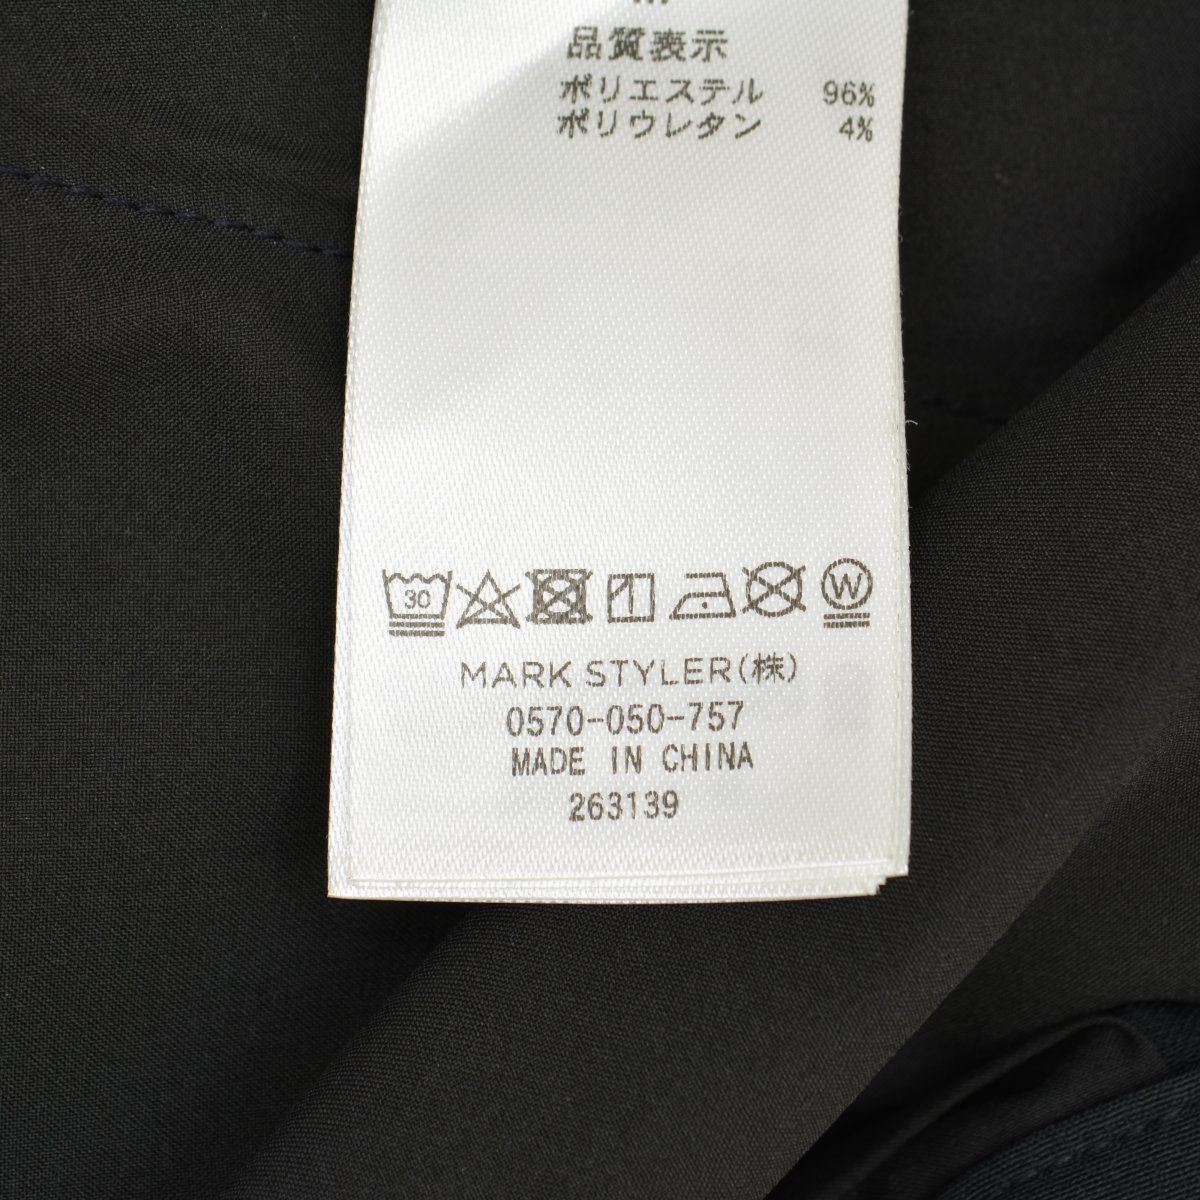 品質表示
ポリエステル 96%
ポリウレタン 4%
30 W
MARK STYLER(株)
0570-050-757
MADE IN CHINA
263139